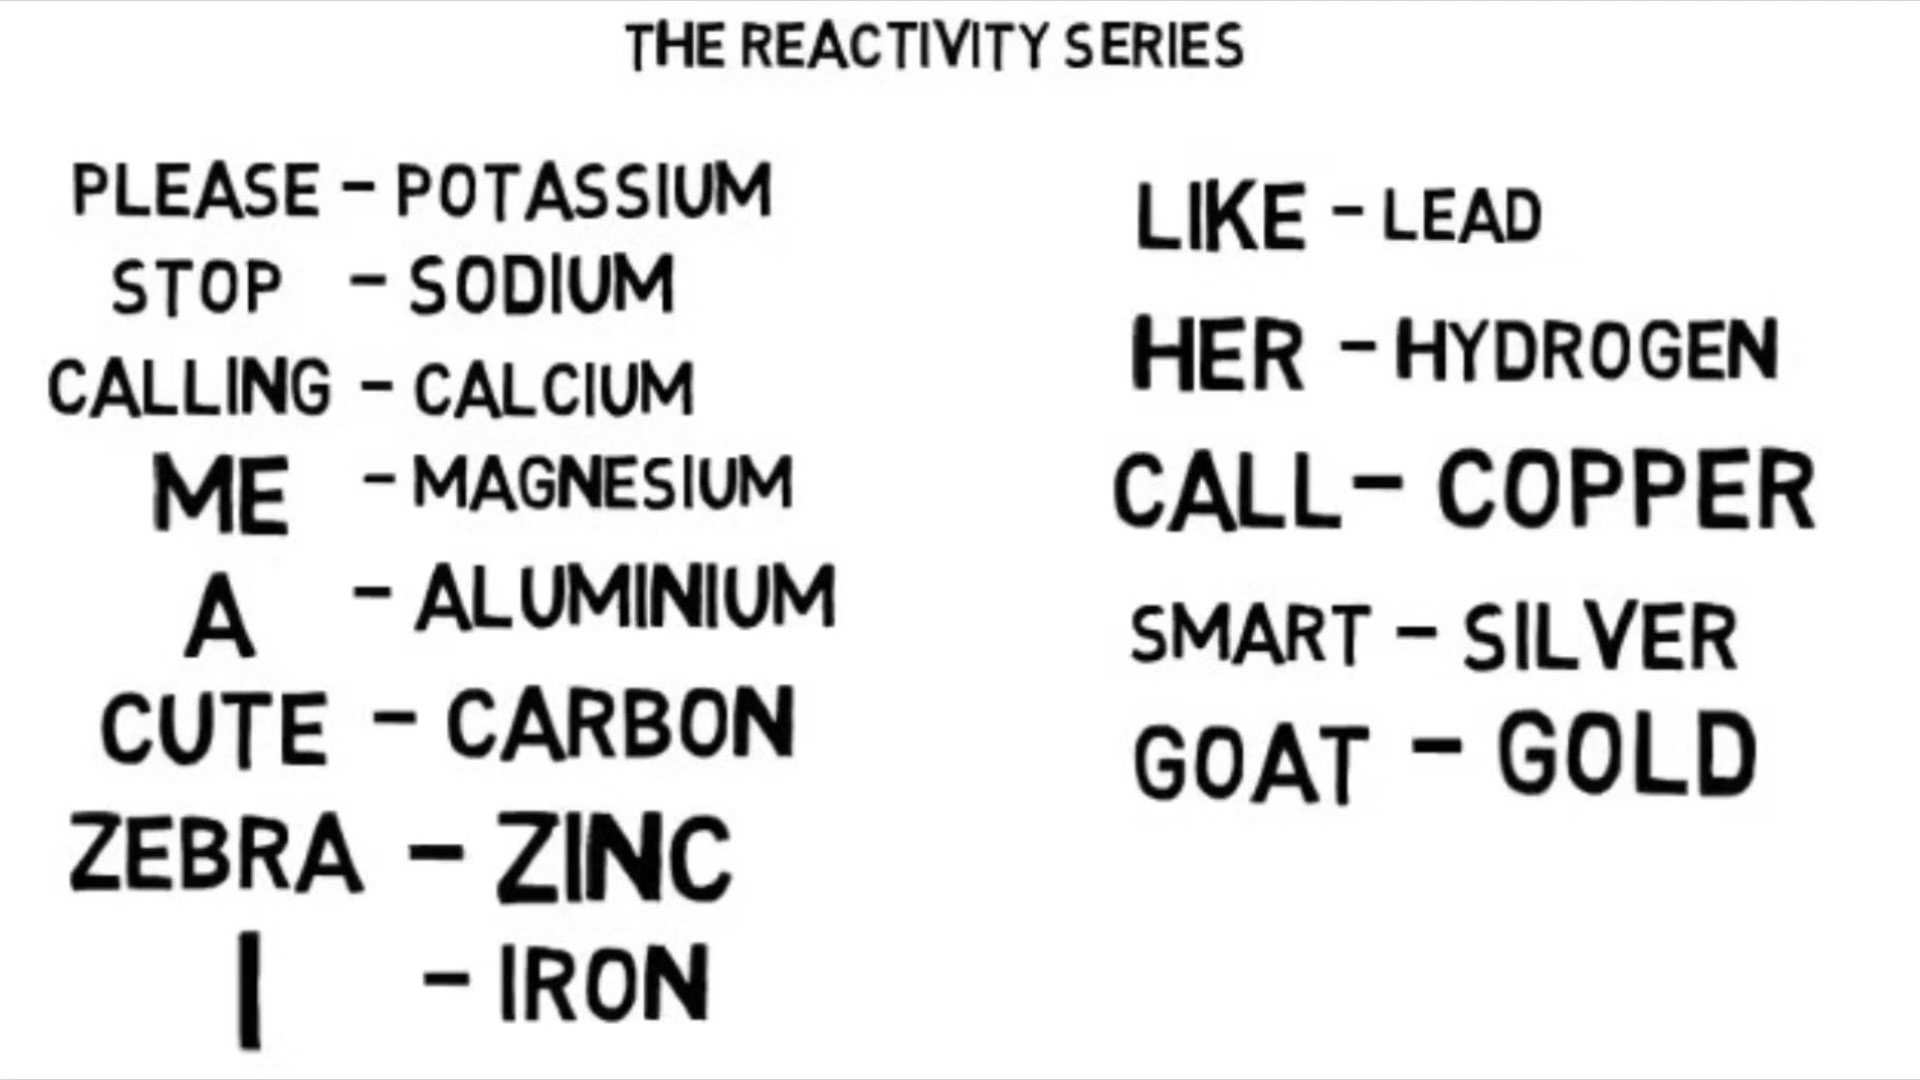 THE REACTIVITY SERIES
PLEASE - POTASSIUM
STOP - SODIUM
CALLING - CALCIUM
ME - MAGNESIUM
A - ALUMINIUM
CUTE - CARBON
ZEBRA - ZINC
I - IRON
LIKE - LEAD
HER - HYDROGEN
CALL - COPPER
SMART - SILVER
GOAT - GOLD